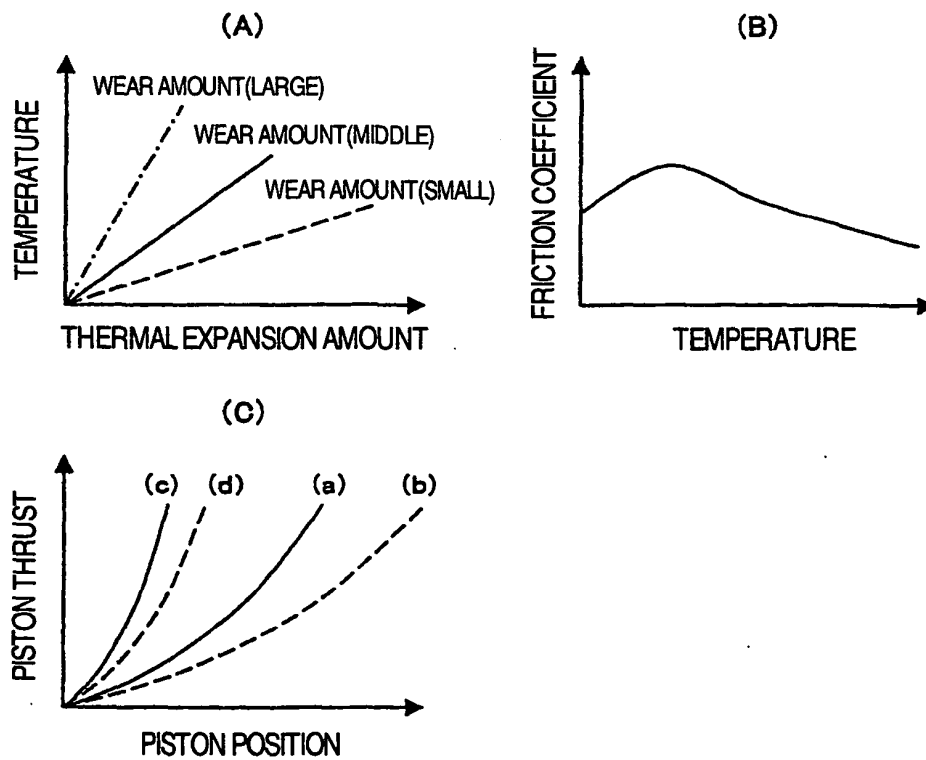 (A)
WEAR AMOUNT(LARGE)
WEAR AMOUNT(MIDDLE)
WEAR AMOUNT(SMALL)
TEMPERATURE
THERMAL EXPANSION AMOUNT
(B)
FRICTION COEFFICIENT
TEMPERATURE
(C)
(c) (d) (a) (b)
PISTON THRUST
PISTON POSITION